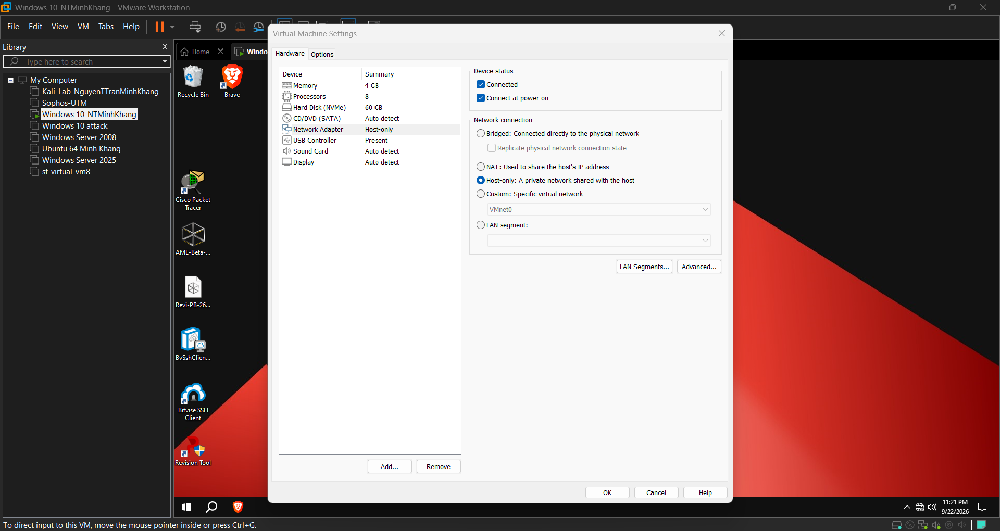 Windows 10_NTMinhKhang - VMware Workstation
File Edit View VM Tabs Help
Library
Type here to search
My Computer
Kali-Lab-NguyenTTranMinhKhang
Sophos-UTM
Windows 10_NTMinhKhang
Windows 10 attack
Windows Server 2008
Ubuntu 64 Minh Khang
Windows Server 2025
sf_virtual_vm8
Home
Windo
Recycle Bin
Brave
Cisco Packet
Tracer
AME-Beta-...
Revi-PB-26...
BvSshClien...
Bitvise SSH
Client
Revision Tool
Virtual Machine Settings
Hardware Options
Device Summary
Memory 4 GB
Processors 8
Hard Disk (NVMe) 60 GB
CD/DVD (SATA) Auto detect
Network Adapter Host-only
USB Controller Present
Sound Card Auto detect
Display Auto detect
Add... Remove
Device status
Connected
Connect at power on
Network connection
Bridged: Connected directly to the physical network
Replicate physical network connection state
NAT: Used to share the host's IP address
Host-only: A private network shared with the host
Custom: Specific virtual network
VMnet0
LAN segment:
LAN Segments... Advanced...
OK Cancel Help
11:21 PM
9/22/2026
To direct input to this VM, move the mouse pointer inside or press Ctrl+G.